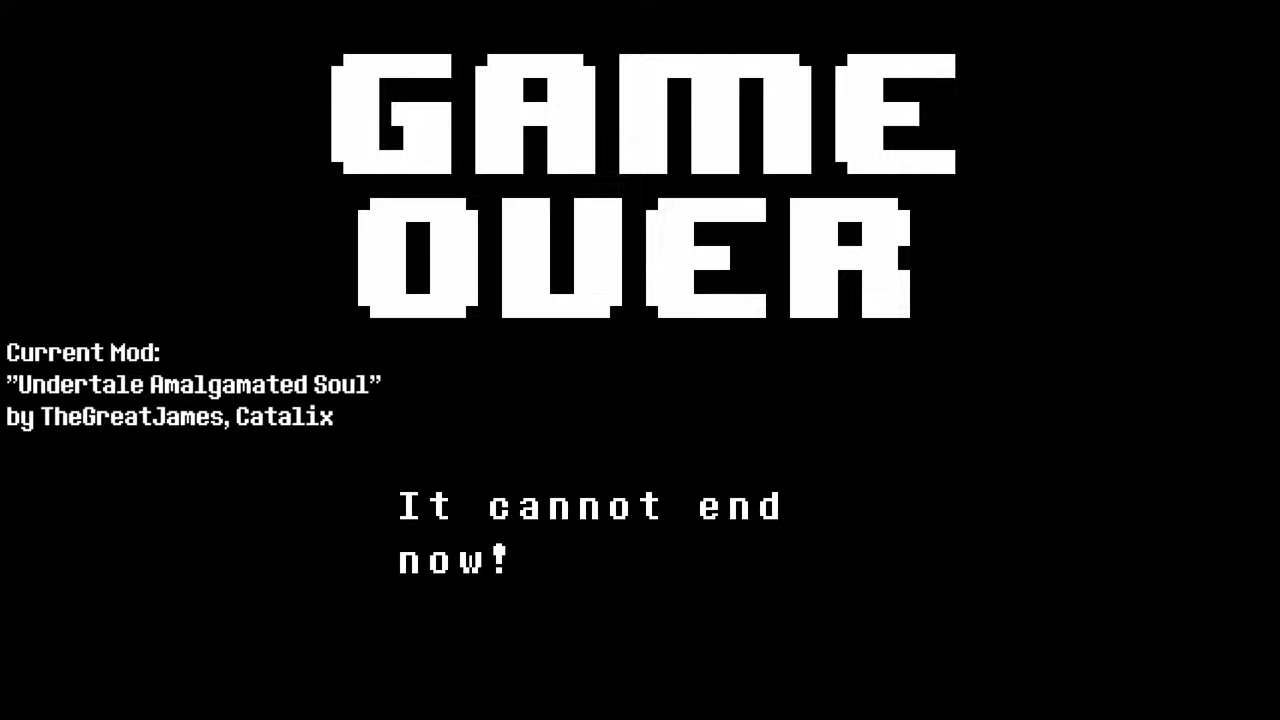 GAME
OVER
Current Mod:
"Undertale Amalgamated Soul"
by TheGreatJames, Catalix
It cannot end
now!